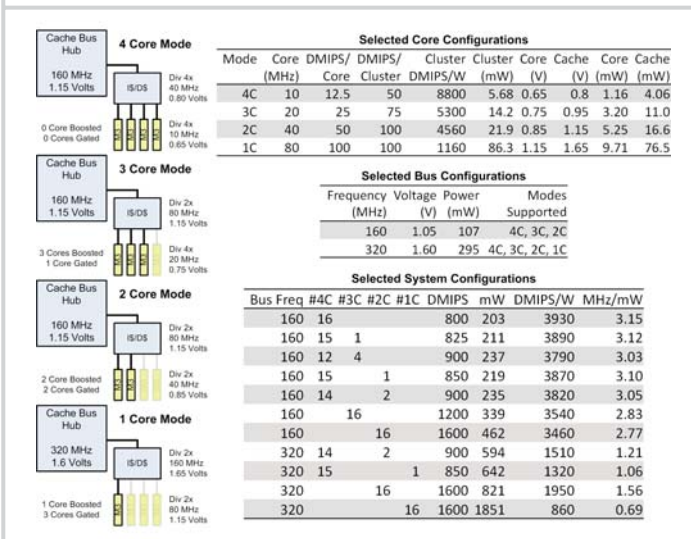 Cache Bus
Hub
160 MHz
1.15 Volts
4 Core Mode
I$/D$
Div 4x
40 MHz
0.80 Volts
0 Core Boosted
0 Cores Gated
M3 M3 M3 M3
Div 4x
10 MHz
0.65 Volts
Cache Bus
Hub
160 MHz
1.15 Volts
3 Core Mode
I$/D$
Div 2x
80 MHz
1.15 Volts
3 Cores Boosted
1 Core Gated
M3 M3 M3
Div 4x
20 MHz
0.75 Volts
Cache Bus
Hub
160 MHz
1.15 Volts
2 Core Mode
I$/D$
Div 2x
80 MHz
1.15 Volts
2 Core Boosted
2 Cores Gated
M3 M3
Div 2x
40 MHz
0.85 Volts
Cache Bus
Hub
320 MHz
1.6 Volts
1 Core Mode
I$/D$
Div 2x
160 MHz
1.65 Volts
1 Core Boosted
3 Cores Gated
M3
Div 2x
80 MHz
1.15 Volts
Selected Core Configurations
Mode Core DMIPS/ DMIPS/ Cluster Cluster Core Cache Core Cache
(MHz) Core Cluster DMIPS/W (mW) (V) (V) (mW) (mW)
4C 10 12.5 50 8800 5.68 0.65 0.8 1.16 4.06
3C 20 25 75 5300 14.2 0.75 0.95 3.20 11.0
2C 40 50 100 4560 21.9 0.85 1.15 5.25 16.6
1C 80 100 100 1160 86.3 1.15 1.65 9.71 76.5
Selected Bus Configurations
Frequency Voltage Power Modes
(MHz) (V) (mW) Supported
160 1.05 107 4C, 3C, 2C
320 1.60 295 4C, 3C, 2C, 1C
Selected System Configurations
Bus Freq #4C #3C #2C #1C DMIPS mW DMIPS/W MHz/mW
160 16 800 203 3930 3.15
160 15 1 825 211 3890 3.12
160 12 4 900 237 3790 3.03
160 15 1 850 219 3870 3.10
160 14 2 900 235 3820 3.05
160 16 1200 339 3540 2.83
160 16 1600 462 3460 2.77
320 14 2 900 594 1510 1.21
320 15 1 850 642 1320 1.06
320 16 1600 821 1950 1.56
320 16 1600 1851 860 0.69